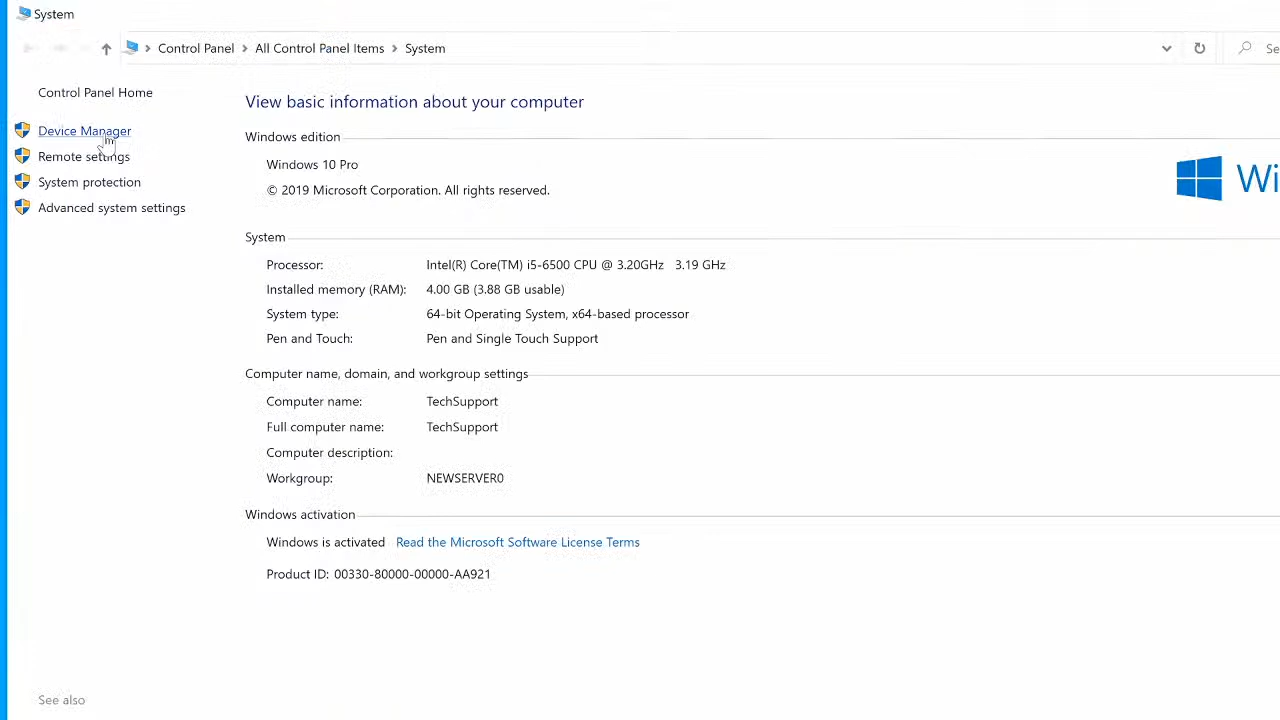 System
Control Panel > All Control Panel Items > System
Se
Control Panel Home
Device Manager
Remote settings
System protection
Advanced system settings
View basic information about your computer
Windows edition
Windows 10 Pro
© 2019 Microsoft Corporation. All rights reserved.
Wi
System
Processor: Intel(R) Core(TM) i5-6500 CPU @ 3.20GHz 3.19 GHz
Installed memory (RAM): 4.00 GB (3.88 GB usable)
System type: 64-bit Operating System, x64-based processor
Pen and Touch: Pen and Single Touch Support
Computer name, domain, and workgroup settings
Computer name: TechSupport
Full computer name: TechSupport
Computer description:
Workgroup: NEWSERVER0
Windows activation
Windows is activated Read the Microsoft Software License Terms
Product ID: 00330-80000-00000-AA921
See also